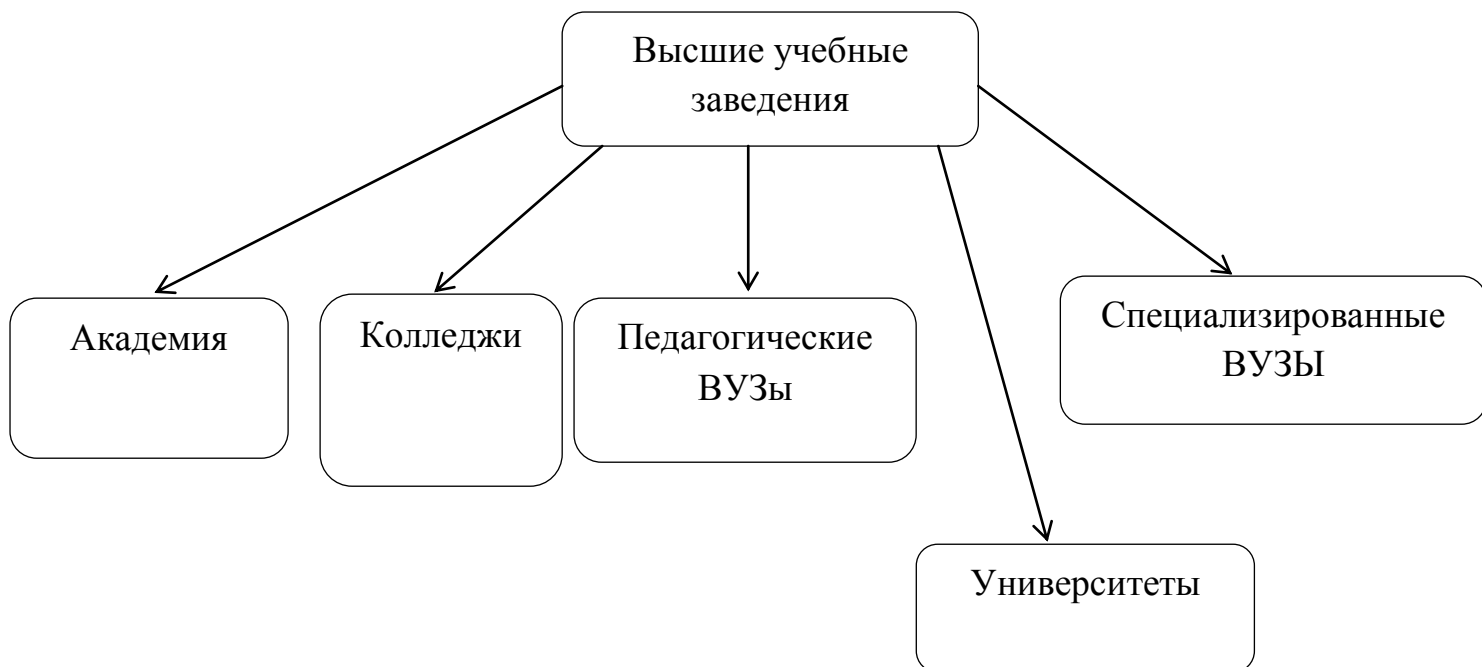 Высшие учебные
заведения
Академия
Колледжи
Педагогические
ВУЗы
Специализированные
ВУЗЫ
Университеты